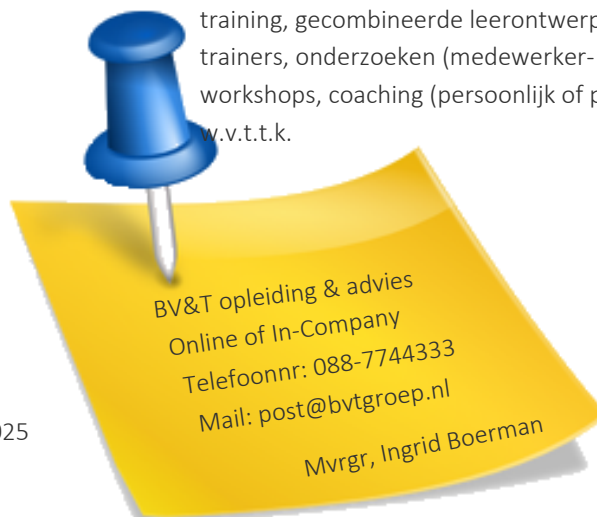 training, gecombineerde leerontwerp
trainers, onderzoeken (medewerker-
workshops, coaching (persoonlijk of p
w.v.t.t.k.
BV&T opleiding & advies
Online of In-Company
Telefoonnr: 088-7744333
Mail: post@bvtgroep.nl
025
Mvrgr, Ingrid Boerman